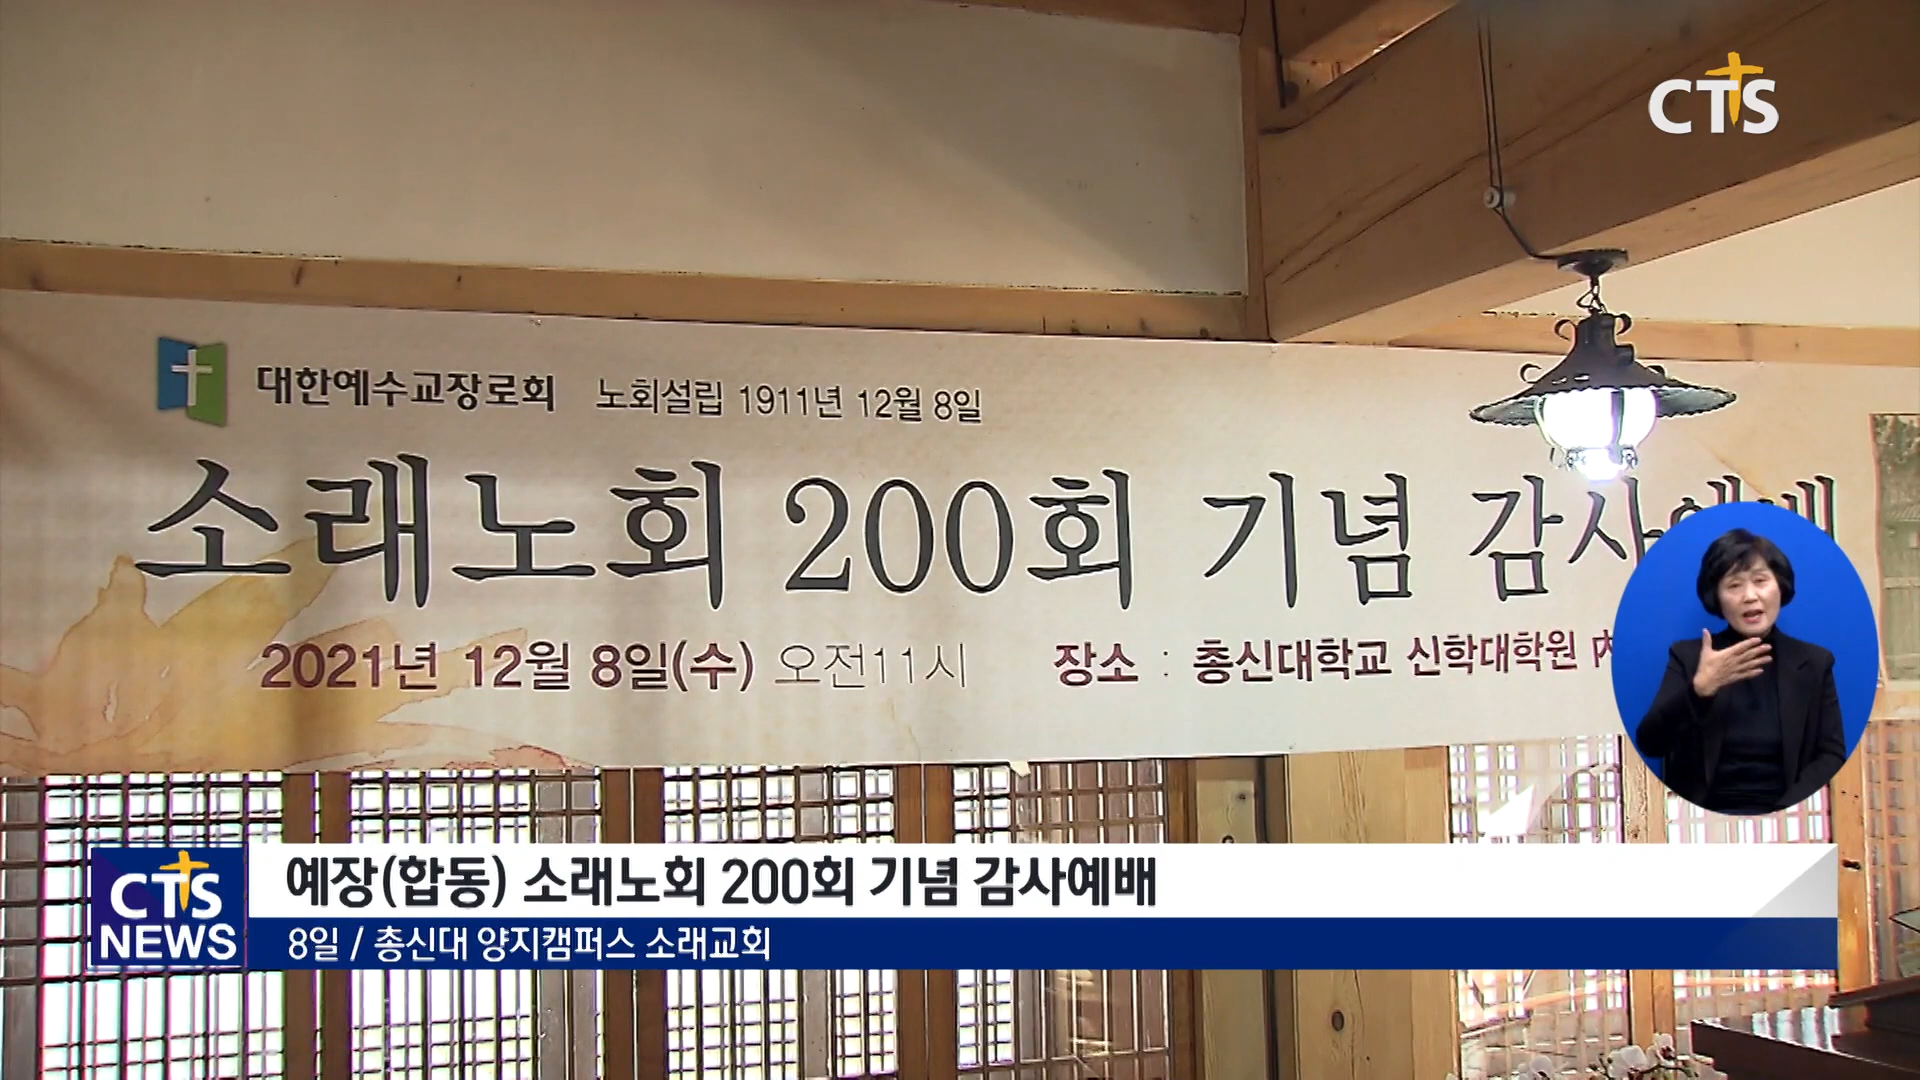 CTS
대한예수교장로회 노회설립 1911년 12월 8일
소래노회 200회 기념 감사예배
2021년 12월 8일(수) 오전11시 장소 : 총신대학교 신학대학원 內
CTS
NEWS
예장(합동) 소래노회 200회 기념 감사예배
8일 / 총신대 양지캠퍼스 소래교회